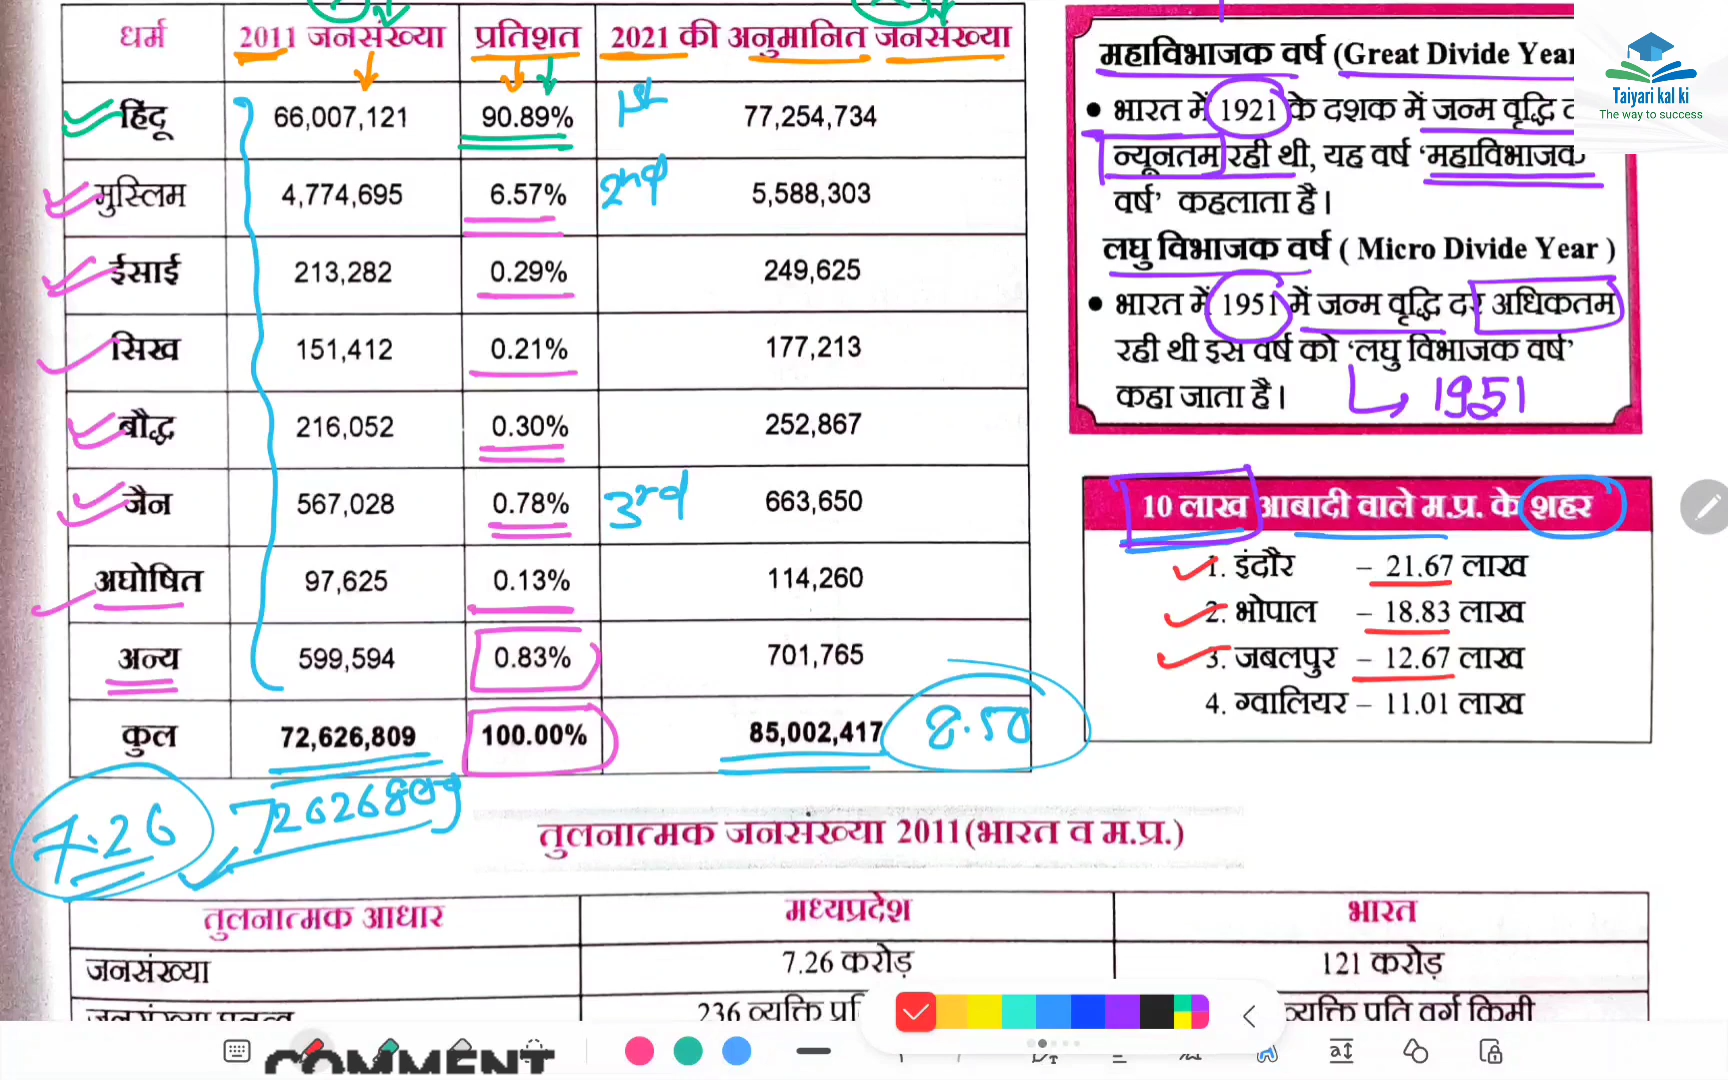 धर्म 2011 जनसंख्या प्रतिशत 2021 की अनुमानित जनसंख्या
हिंदू 66,007,121 90.89% 1st 77,254,734
मुस्लिम 4,774,695 6.57% 2nd 5,588,303
ईसाई 213,282 0.29% 249,625
सिख 151,412 0.21% 177,213
बौद्ध 216,052 0.30% 252,867
जैन 567,028 0.78% 3rd 663,650
अघोषित 97,625 0.13% 114,260
अन्य 599,594 0.83% 701,765
कुल 72,626,809 100.00% 85,002,417 8.50
7.26 72626809
महाविभाजक वर्ष (Great Divide Year
• भारत में 1921 के दशक में जन्म वृद्धि
न्यूनतम रही थी, यह वर्ष 'महाविभाजक
वर्ष' कहलाता है।
लघु विभाजक वर्ष ( Micro Divide Year )
• भारत में 1951 में जन्म वृद्धि दर अधिकतम
रही थी इस वर्ष को 'लघु विभाजक वर्ष'
कहा जाता है। 1951
Taiyari kal ki
The way to success
10 लाख आबादी वाले म.प्र. के शहर
1. इंदौर – 21.67 लाख
2. भोपाल – 18.83 लाख
3. जबलपुर – 12.67 लाख
4. ग्वालियर – 11.01 लाख
तुलनात्मक जनसंख्या 2011(भारत व म.प्र.)
तुलनात्मक आधार मध्यप्रदेश भारत
जनसंख्या 7.26 करोड़ 121 करोड़
236 व्यक्ति व्यक्ति प्रति वर्ग किमी
COMMENT